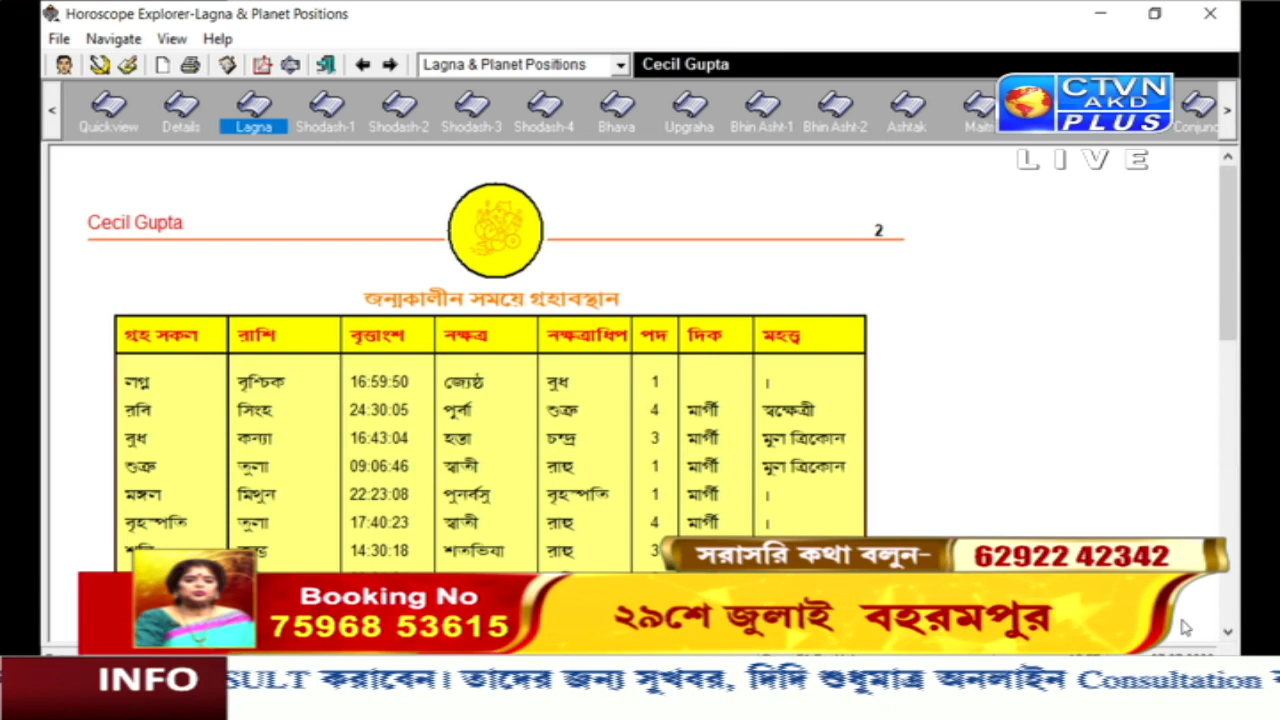 Horoscope Explorer-Lagna & Planet Positions
File Navigate View Help
Lagna & Planet Positions Cecil Gupta
Quickview Details Lagna Shodash-1 Shodash-2 Shodash-3 Shodash-4 Bhava Upgraha Bhin Asht-1 Bhin Asht-2 Ashtak
CTVN
AKD
PLUS
LIVE
Cecil Gupta
2
জন্মকালীন সময়ে গ্রহাবস্থান
গ্রহ সকল রাশি বৃত্তাংশ নক্ষত্র নক্ষত্রাধিপ পদ দিক মহত্ত্ব
লগ্ন বৃশ্চিক 16:59:50 জ্যেষ্ঠ বুধ 1 ।
রবি সিংহ 24:30:05 পুর্বা শুক্র 4 মার্গী স্বক্ষেত্রী
বুধ কন্যা 16:43:04 হস্তা চন্দ্র 3 মার্গী মুল ত্রিকোন
শুক্র তুলা 09:06:46 স্বাতী রাহু 1 মার্গী মুল ত্রিকোন
মঙ্গল মিথুন 22:23:08 পুনর্বসু বৃহস্পতি 1 মার্গী ।
বৃহস্পতি তুলা 17:40:23 স্বাতী রাহু 4 মার্গী ।
14:30:18 শতভিষা রাহু 3
সরাসরি কথা বলুন- 62922 42342
Booking No
75968 53615
২৯শে জুলাই বহরমপুর
INFO SULT করাবেন। তাদের জন্য সুখবর, দিদি শুধুমাত্র অনলাইন Consultation